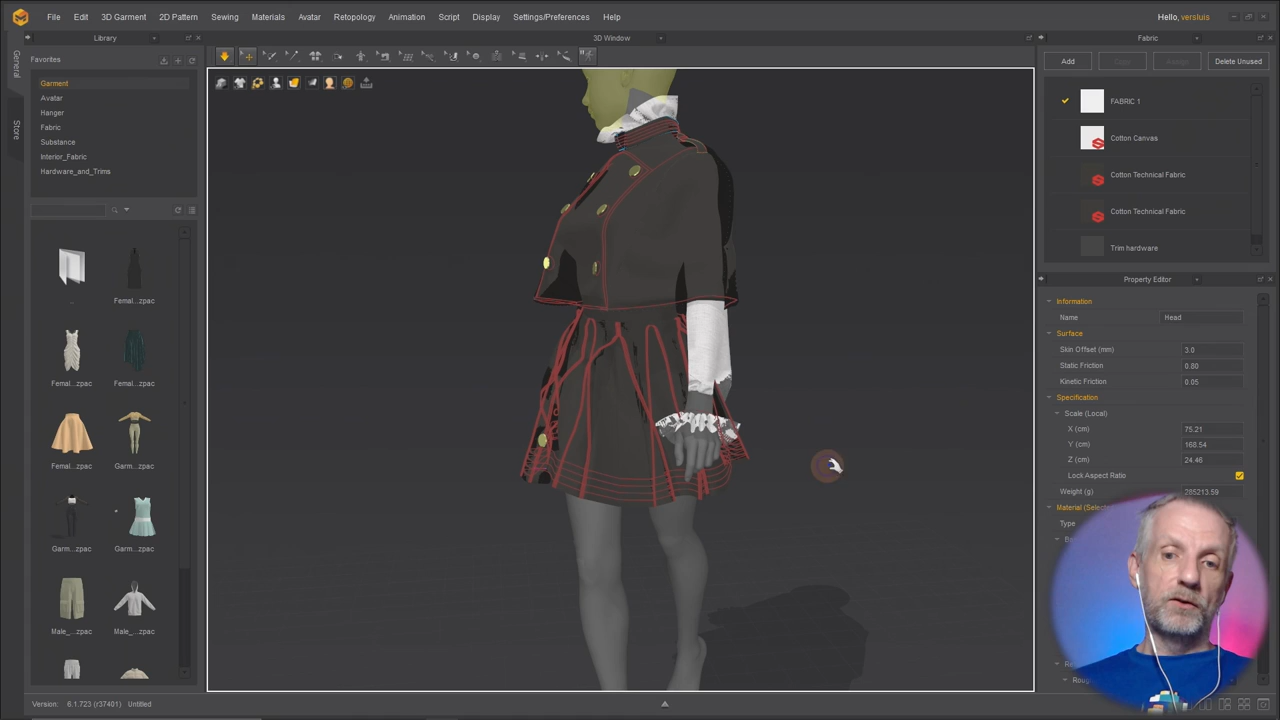 File Edit 3D Garment 2D Pattern Sewing Materials Avatar Retopology Animation Script Display Settings/Preferences Help
Hello, versluis
Library
3D Window
Fabric
General
Store
Favorites
Garment
Avatar
Hanger
Fabric
Substance
Interior_Fabric
Hardware_and_Trims
...
Femal...zpac
Femal...zpac
Femal...zpac
Femal...zpac
Garm...zpac
Garm...zpac
Garm...zpac
Male_...zpac
Male_...zpac
Version: 6.1.723 (r37401) Untitled
Add
Copy
Assign
Delete Unused
FABRIC 1
Cotton Canvas
Cotton Technical Fabric
Cotton Technical Fabric
Trim hardware
Property Editor
Information
Name Head
Surface
Skin Offset (mm) 3.0
Static Friction 0.80
Kinetic Friction 0.05
Specification
Scale (Local)
X (cm) 75.21
Y (cm) 168.54
Z (cm) 24.46
Lock Aspect Ratio
Weight (g) 285213.59
Material (Selec
Type